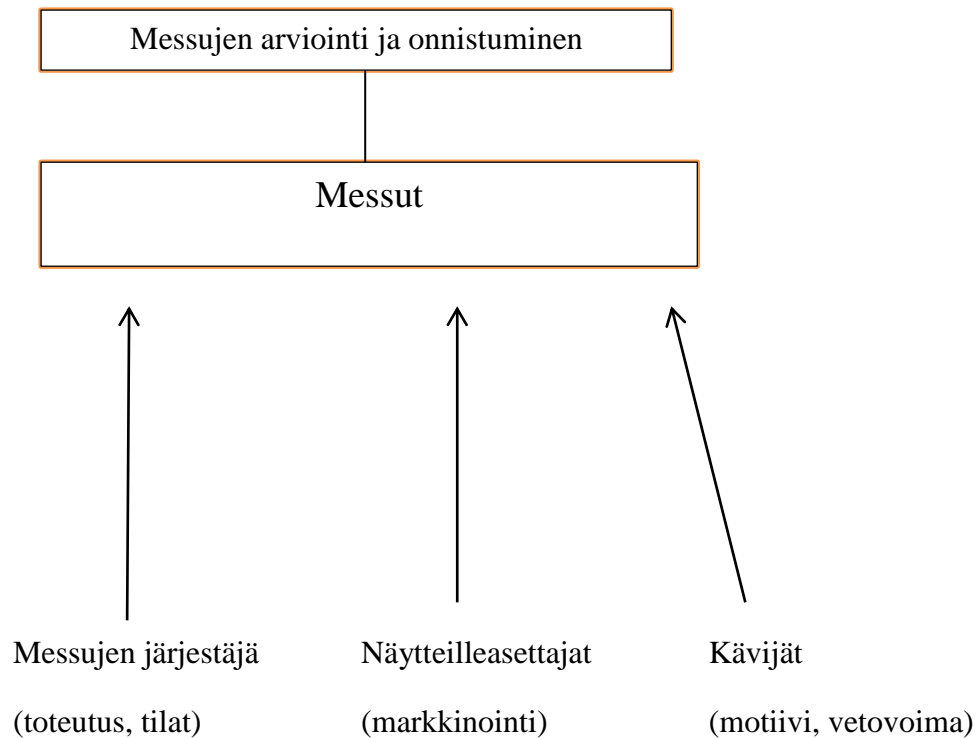 Messujen arviointi ja onnistuminen
Messut
Messujen järjestäjä
(toteutus, tilat)
Näytteilleasettajat
(markkinointi)
Kävijät
(motiivi, vetovoima)